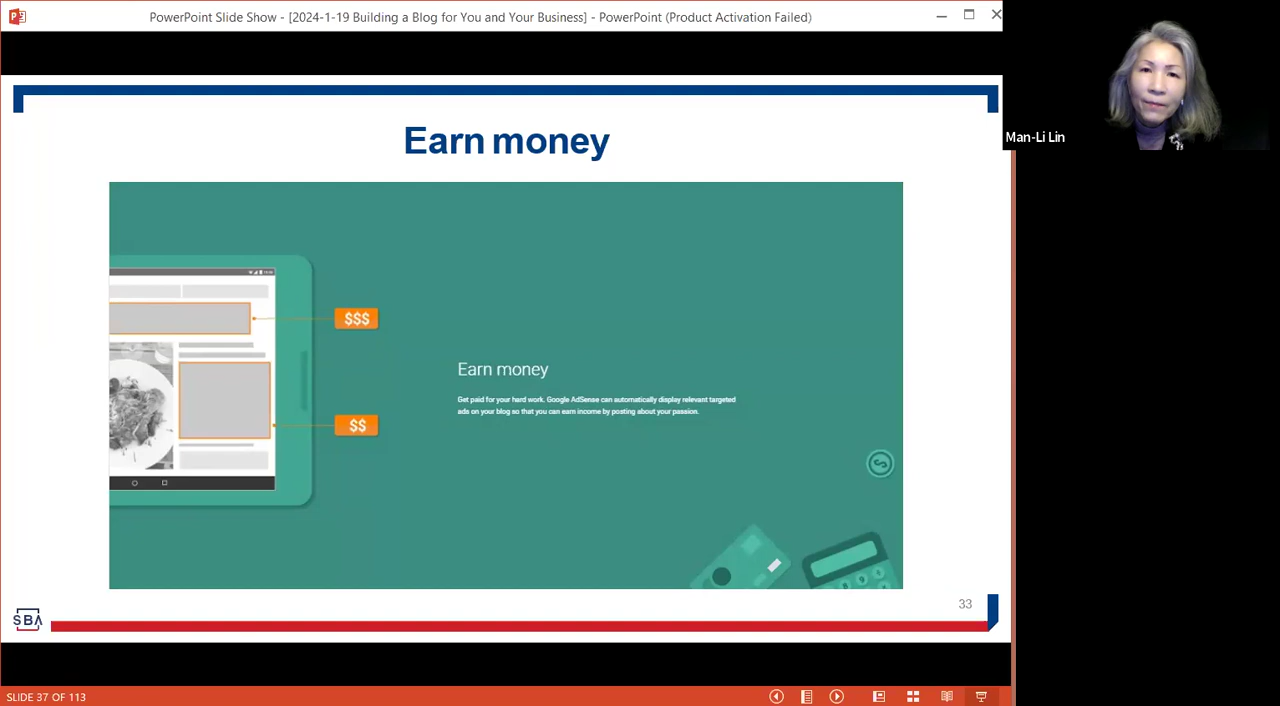 PowerPoint Slide Show - [2024-1-19 Building a Blog for You and Your Business] - PowerPoint (Product Activation Failed)
Man-Li Lin
Earn money
$$$
$$
Earn money
Get paid for your hard work. Google AdSense can automatically display relevant targeted
ads on your blog so that you can earn income by posting about your passion.
33
SBA
SLIDE 37 OF 113